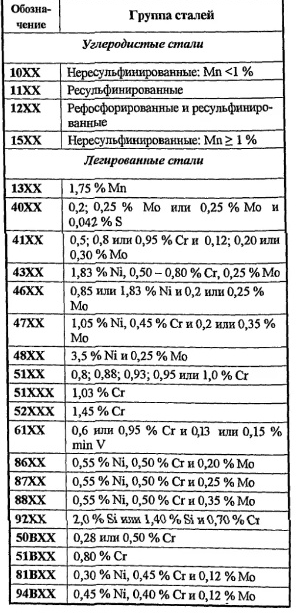 Обозна-
чение
Группа сталей
Углеродистые стали
10XX Нересульфинированные: Mn <1 %
11XX Ресульфинированные
12XX Рефосфорированные и ресульфиниро-
ванные
15XX Нересульфинированные: Mn ≥ 1 %
Легированные стали
13XX 1,75 % Mn
40XX 0,2; 0,25 % Mo или 0,25 % Mo и
0,042 % S
41XX 0,5; 0,8 или 0,95 % Cr и 0,12; 0,20 или
0,30 % Mo
43XX 1,83 % Ni, 0,50 – 0,80 % Cr, 0,25 % Mo
46XX 0,85 или 1,83 % Ni и 0,2 или 0,25 %
Mo
47XX 1,05 % Ni, 0,45 % Cr и 0,2 или 0,35 %
Mo
48XX 3,5 % Ni и 0,25 % Mo
51XX 0,8; 0,88; 0,93; 0,95 или 1,0 % Cr
51XXX 1,03 % Cr
52XXX 1,45 % Cr
61XX 0,6 или 0,95 % Cr и 0,13 или 0,15 %
min V
86XX 0,55 % Ni, 0,50 % Cr и 0,20 % Mo
87XX 0,55 % Ni, 0,50 % Cr и 0,25 % Mo
88XX 0,55 % Ni, 0,50 % Cr и 0,35 % Mo
92XX 2,0 % Si или 1,40 % Si и 0,70 % Cr
50BXX 0,28 или 0,50 % Cr
51BXX 0,80 % Cr
81BXX 0,30 % Ni, 0,45 % Cr и 0,12 % Mo
94BXX 0,45 % Ni, 0,40 % Cr и 0,12 % Mo